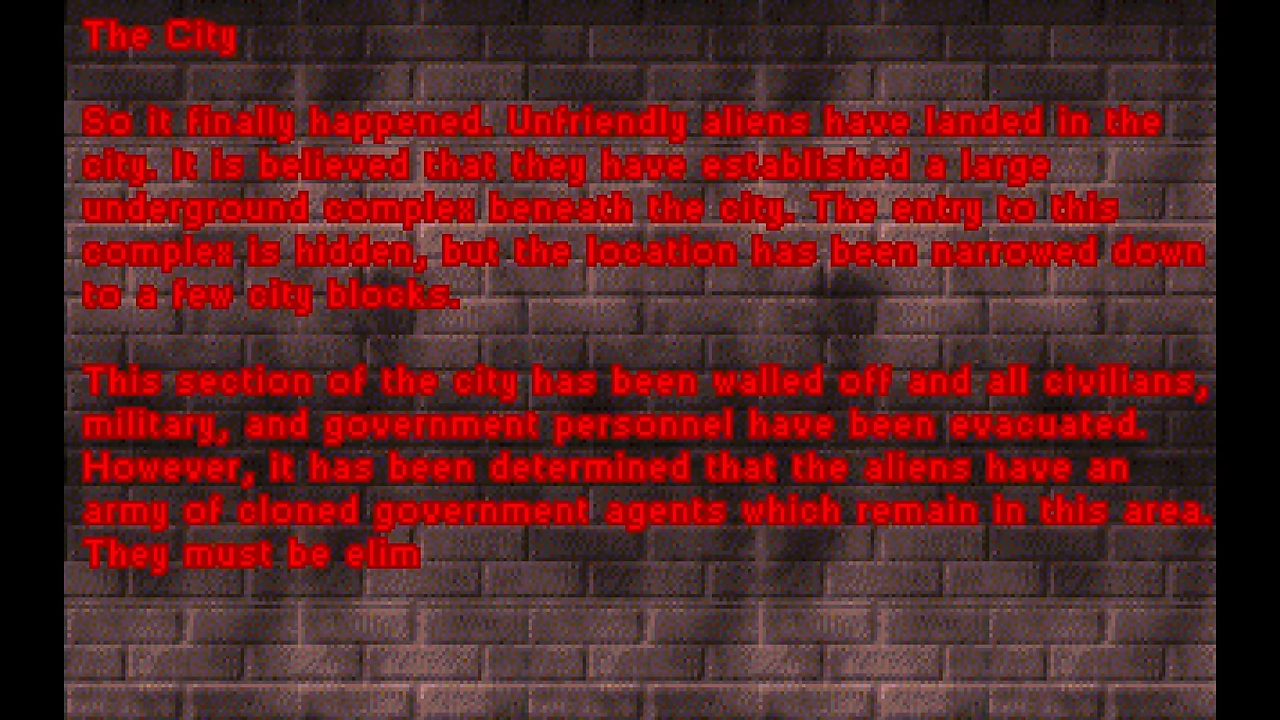 The City
So it finally happened. Unfriendly aliens have landed in the
city. It is believed that they have established a large
underground complex beneath the city. The entry to this
complex is hidden, but the location has been narrowed down
to a few city blocks.
This section of the city has been walled off and all civilians,
military, and government personnel have been evacuated.
However, it has been determined that the aliens have an
army of cloned government agents which remain in this area.
They must be elim